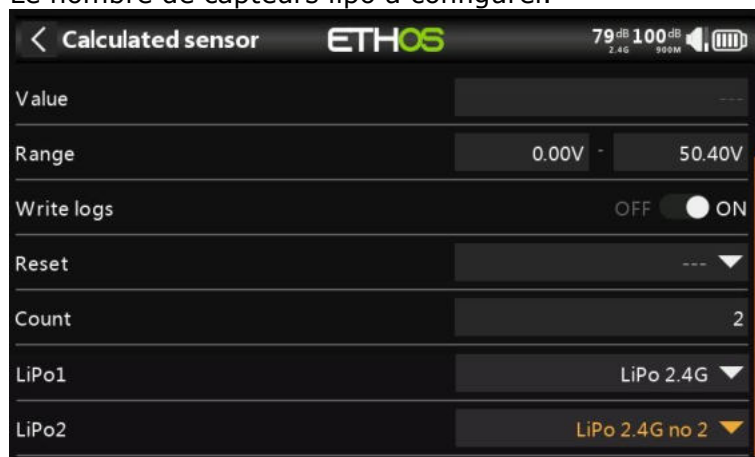 Le nombre de capteurs lipo à configurer.
< Calculated sensor ETHOS 79dB 2.4G 100dB 900M
Value ---
Range 0.00V - 50.40V
Write logs OFF ON
Reset ---
Count 2
LiPo1 LiPo 2.4G
LiPo2 LiPo 2.4G no 2